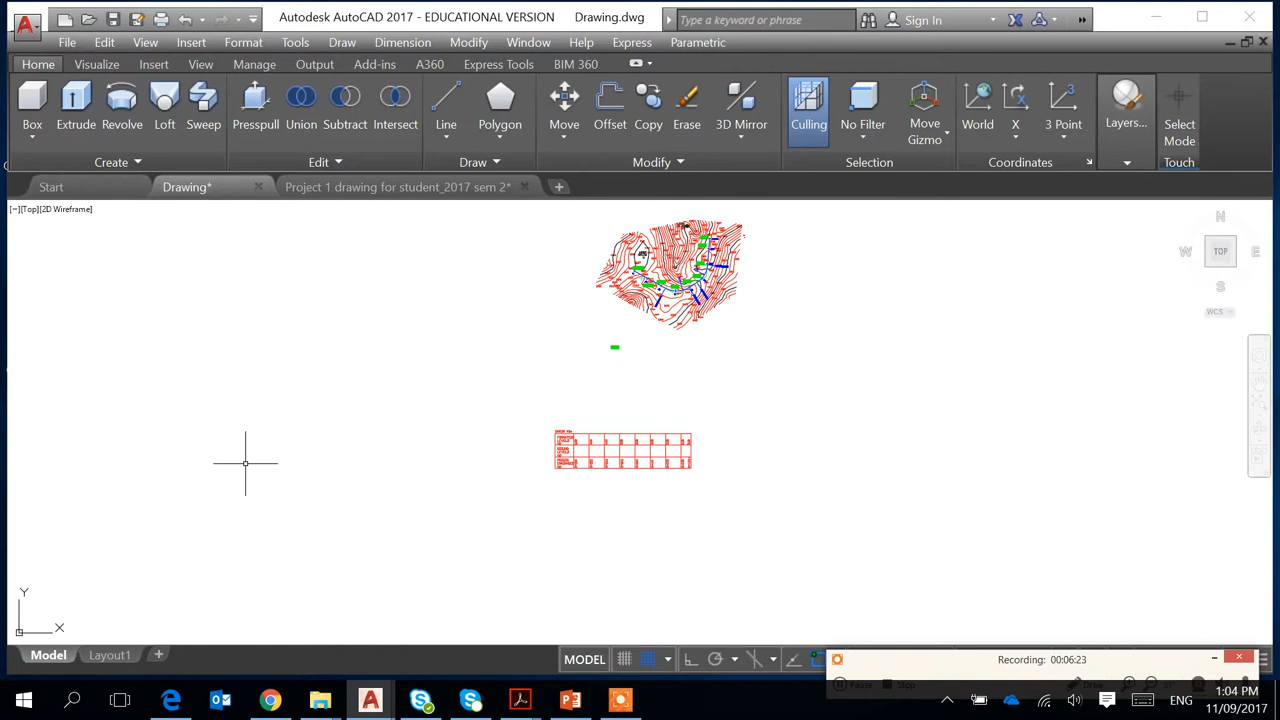 Autodesk AutoCAD 2017 - EDUCATIONAL VERSION Drawing.dwg Type a keyword or phrase Sign In
File Edit View Insert Format Tools Draw Dimension Modify Window Help Express Parametric
Home Visualize Insert View Manage Output Add-ins A360 Express Tools BIM 360
Box Extrude Revolve Loft Sweep Presspull Union Subtract Intersect Line Polygon Move Offset Copy Erase 3D Mirror Culling No Filter Move Gizmo World X 3 Point Layers... Select Mode
Create Edit Draw Modify Selection Coordinates Touch
Start Drawing* Project 1 drawing for student_2017 sem 2*
[−][Top][2D Wireframe]
N
W TOP E
S
WCS
Y
X
Model Layout1 MODEL
Recording: 00:06:23
Pause Stop Draw
ENG
1:04 PM
11/09/2017